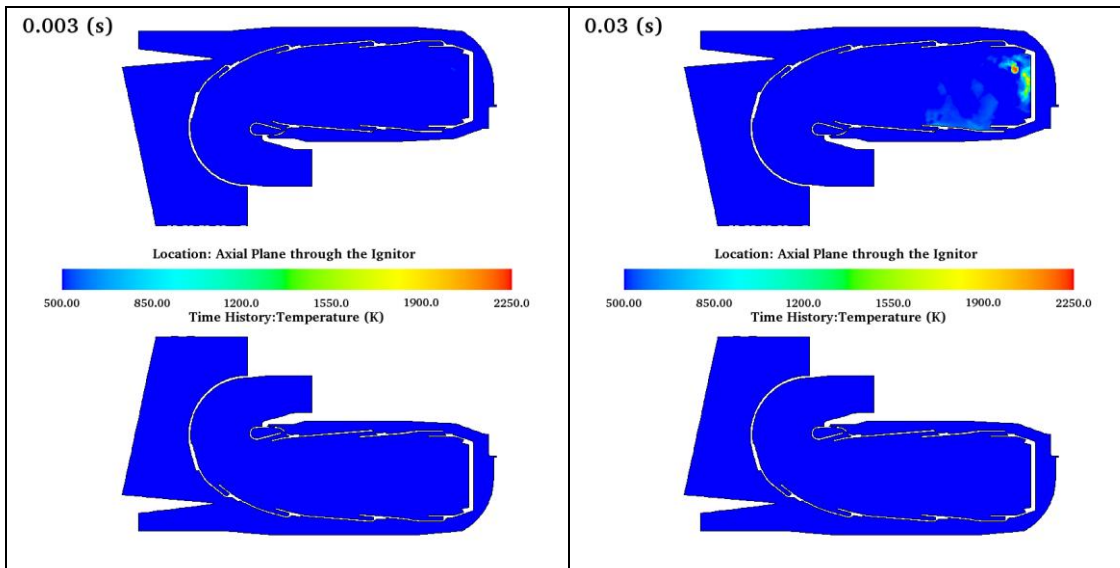 0.003 (s)
Location: Axial Plane through the Ignitor
500.00 850.00 1200.0 1550.0 1900.0 2250.0
Time History:Temperature (K)
0.03 (s)
Location: Axial Plane through the Ignitor
500.00 850.00 1200.0 1550.0 1900.0 2250.0
Time History:Temperature (K)